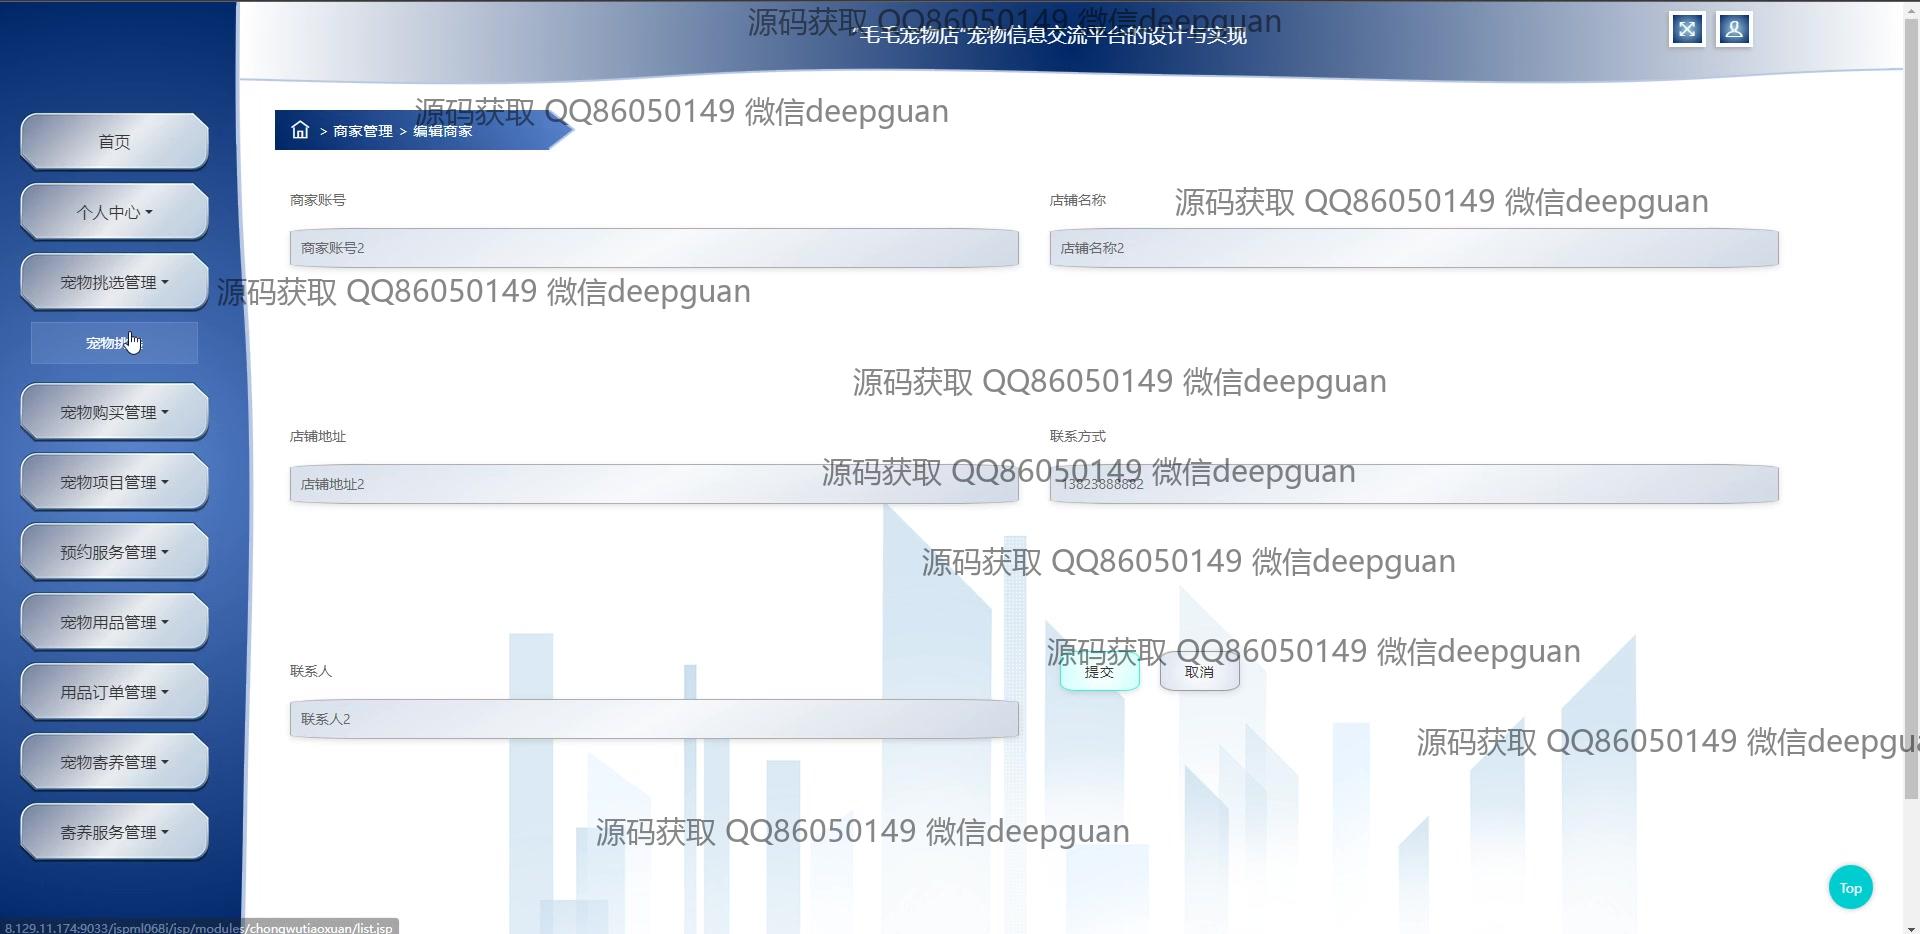 源码获取 QQ86050149 微信deepguan
"毛毛宠物店"宠物信息交流平台的设计与实现
源码获取 QQ86050149 微信deepguan
> 商家管理 > 编辑商家
首页
个人中心
宠物挑选管理
宠物挑
宠物购买管理
宠物项目管理
预约服务管理
宠物用品管理
用品订单管理
宠物寄养管理
寄养服务管理
商家账号
店铺名称
源码获取 QQ86050149 微信deepguan
商家账号2
店铺名称2
源码获取 QQ86050149 微信deepguan
源码获取 QQ86050149 微信deepguan
店铺地址
联系方式
源码获取 QQ86050149 微信deepguan
店铺地址2
13823888882
源码获取 QQ86050149 微信deepguan
源码获取 QQ86050149 微信deepguan
联系人
提交
取消
联系人2
源码获取 QQ86050149 微信deepgua
源码获取 QQ86050149 微信deepguan
Top
8.129.11.174:9033/jspml068i/jsp/modules/chongwutiaoxuan/list.jsp